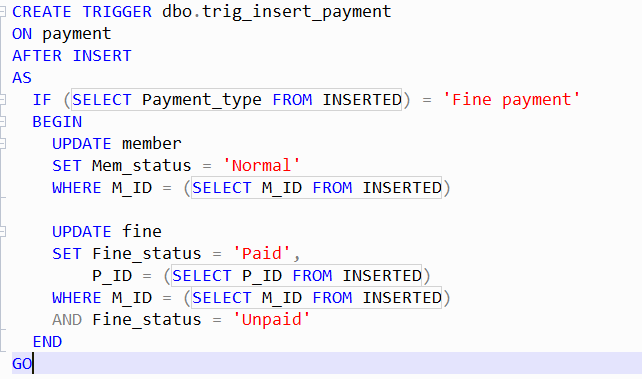 CREATE TRIGGER dbo.trig_insert_payment
ON payment
AFTER INSERT
AS
IF (SELECT Payment_type FROM INSERTED) = 'Fine payment'
BEGIN
UPDATE member
SET Mem_status = 'Normal'
WHERE M_ID = (SELECT M_ID FROM INSERTED)
UPDATE fine
SET Fine_status = 'Paid',
P_ID = (SELECT P_ID FROM INSERTED)
WHERE M_ID = (SELECT M_ID FROM INSERTED)
AND Fine_status = 'Unpaid'
END
GO